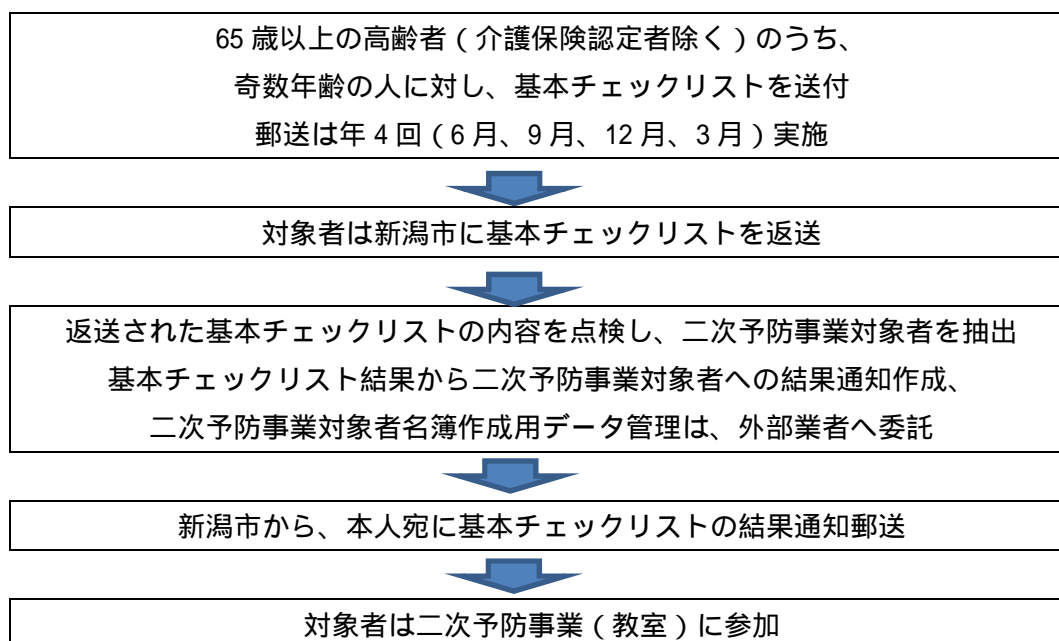 65 歳以上の高齢者（介護保険認定者除く）のうち、
奇数年齢の人に対し、基本チェックリストを送付
郵送は年 4 回（6 月、9 月、12 月、3 月）実施
対象者は新潟市に基本チェックリストを返送
返送された基本チェックリストの内容を点検し、二次予防事業対象者を抽出
基本チェックリスト結果から二次予防事業対象者への結果通知作成、
二次予防事業対象者名簿作成用データ管理は、外部業者へ委託
新潟市から、本人宛に基本チェックリストの結果通知郵送
対象者は二次予防事業（教室）に参加